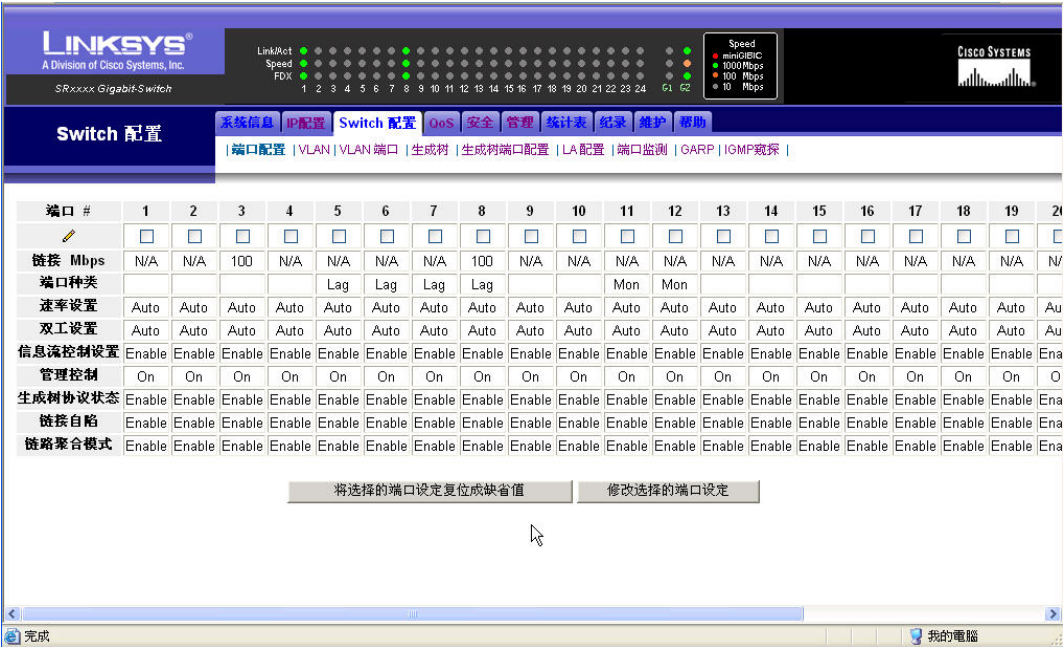 LINKSYS®
A Division of Cisco Systems, Inc.
SRxxxx Gigabit-Switch
Link/Act
Speed
FDX
1 2 3 4 5 6 7 8 9 10 11 12 13 14 15 16 17 18 19 20 21 22 23 24 G1 G2
Speed
miniGIBIC
1000 Mbps
100 Mbps
10 Mbps
CISCO SYSTEMS
Switch 配置
系统信息 IP配置 Switch 配置 QoS 安全 管理 统计表 纪录 维护 帮助
| 端口配置 | VLAN | VLAN 端口 | 生成树 | 生成树端口配置 | LA 配置 | 端口监测 | GARP | IGMP窥探 |
端口 # 1 2 3 4 5 6 7 8 9 10 11 12 13 14 15 16 17 18 19
链接 Mbps N/A N/A 100 N/A N/A N/A N/A 100 N/A N/A N/A N/A N/A N/A N/A N/A N/A N/A N/A N/
端口种类 Lag Lag Lag Lag Mon Mon
速率设置 Auto Auto Auto Auto Auto Auto Auto Auto Auto Auto Auto Auto Auto Auto Auto Auto Auto Auto Auto Au
双工设置 Auto Auto Auto Auto Auto Auto Auto Auto Auto Auto Auto Auto Auto Auto Auto Auto Auto Auto Auto Au
信息流控制设置 Enable Enable Enable Enable Enable Enable Enable Enable Enable Enable Enable Enable Enable Enable Enable Enable Enable Enable Enable Ena
管理控制 On On On On On On On On On On On On On On On On On On On O
生成树协议状态 Enable Enable Enable Enable Enable Enable Enable Enable Enable Enable Enable Enable Enable Enable Enable Enable Enable Enable Enable Ena
链接自陷 Enable Enable Enable Enable Enable Enable Enable Enable Enable Enable Enable Enable Enable Enable Enable Enable Enable Enable Enable Ena
链路聚合模式 Enable Enable Enable Enable Enable Enable Enable Enable Enable Enable Enable Enable Enable Enable Enable Enable Enable Enable Enable Ena
将选择的端口设定复位成缺省值 修改选择的端口设定
完成 我的電腦